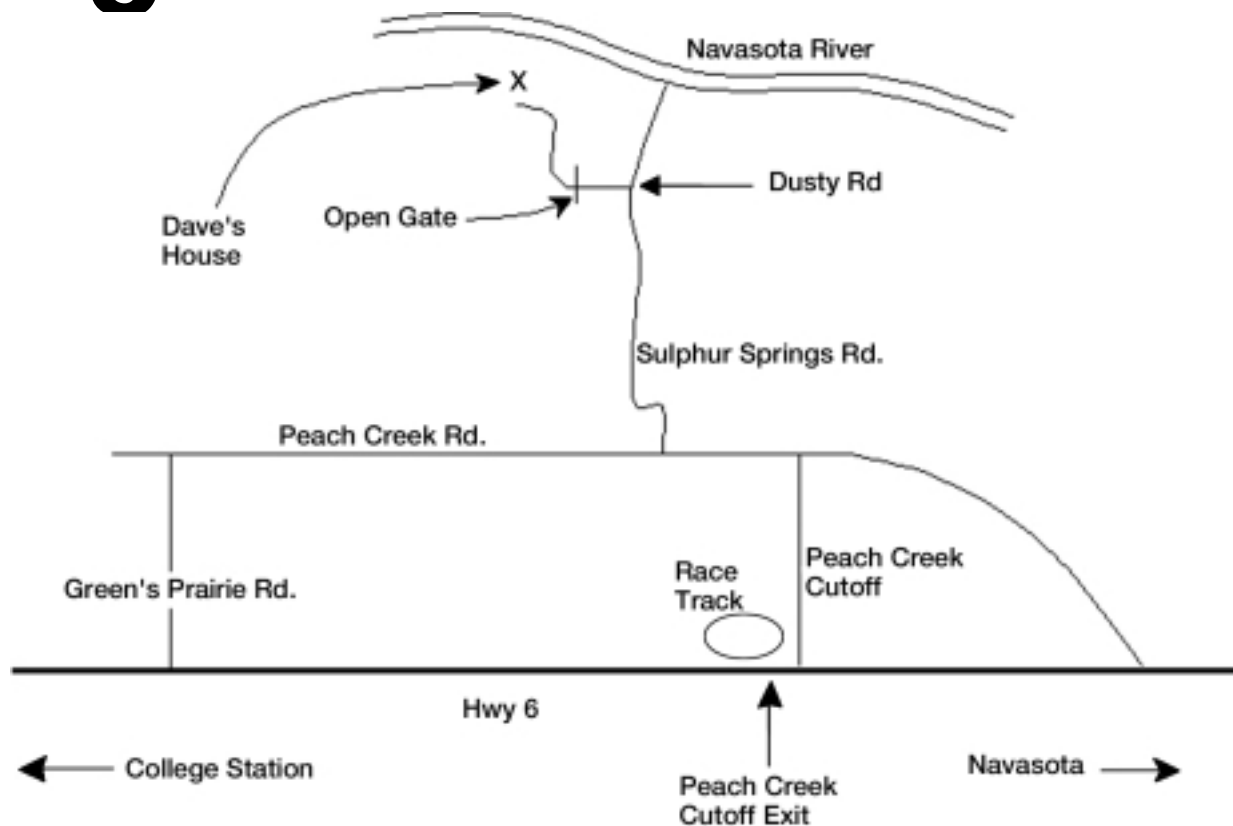 Navasota River
X
Dusty Rd
Open Gate
Dave's
House
Sulphur Springs Rd.
Peach Creek Rd.
Peach Creek
Cutoff
Race
Track
Green's Prairie Rd.
Hwy 6
College Station
Navasota
Peach Creek
Cutoff Exit